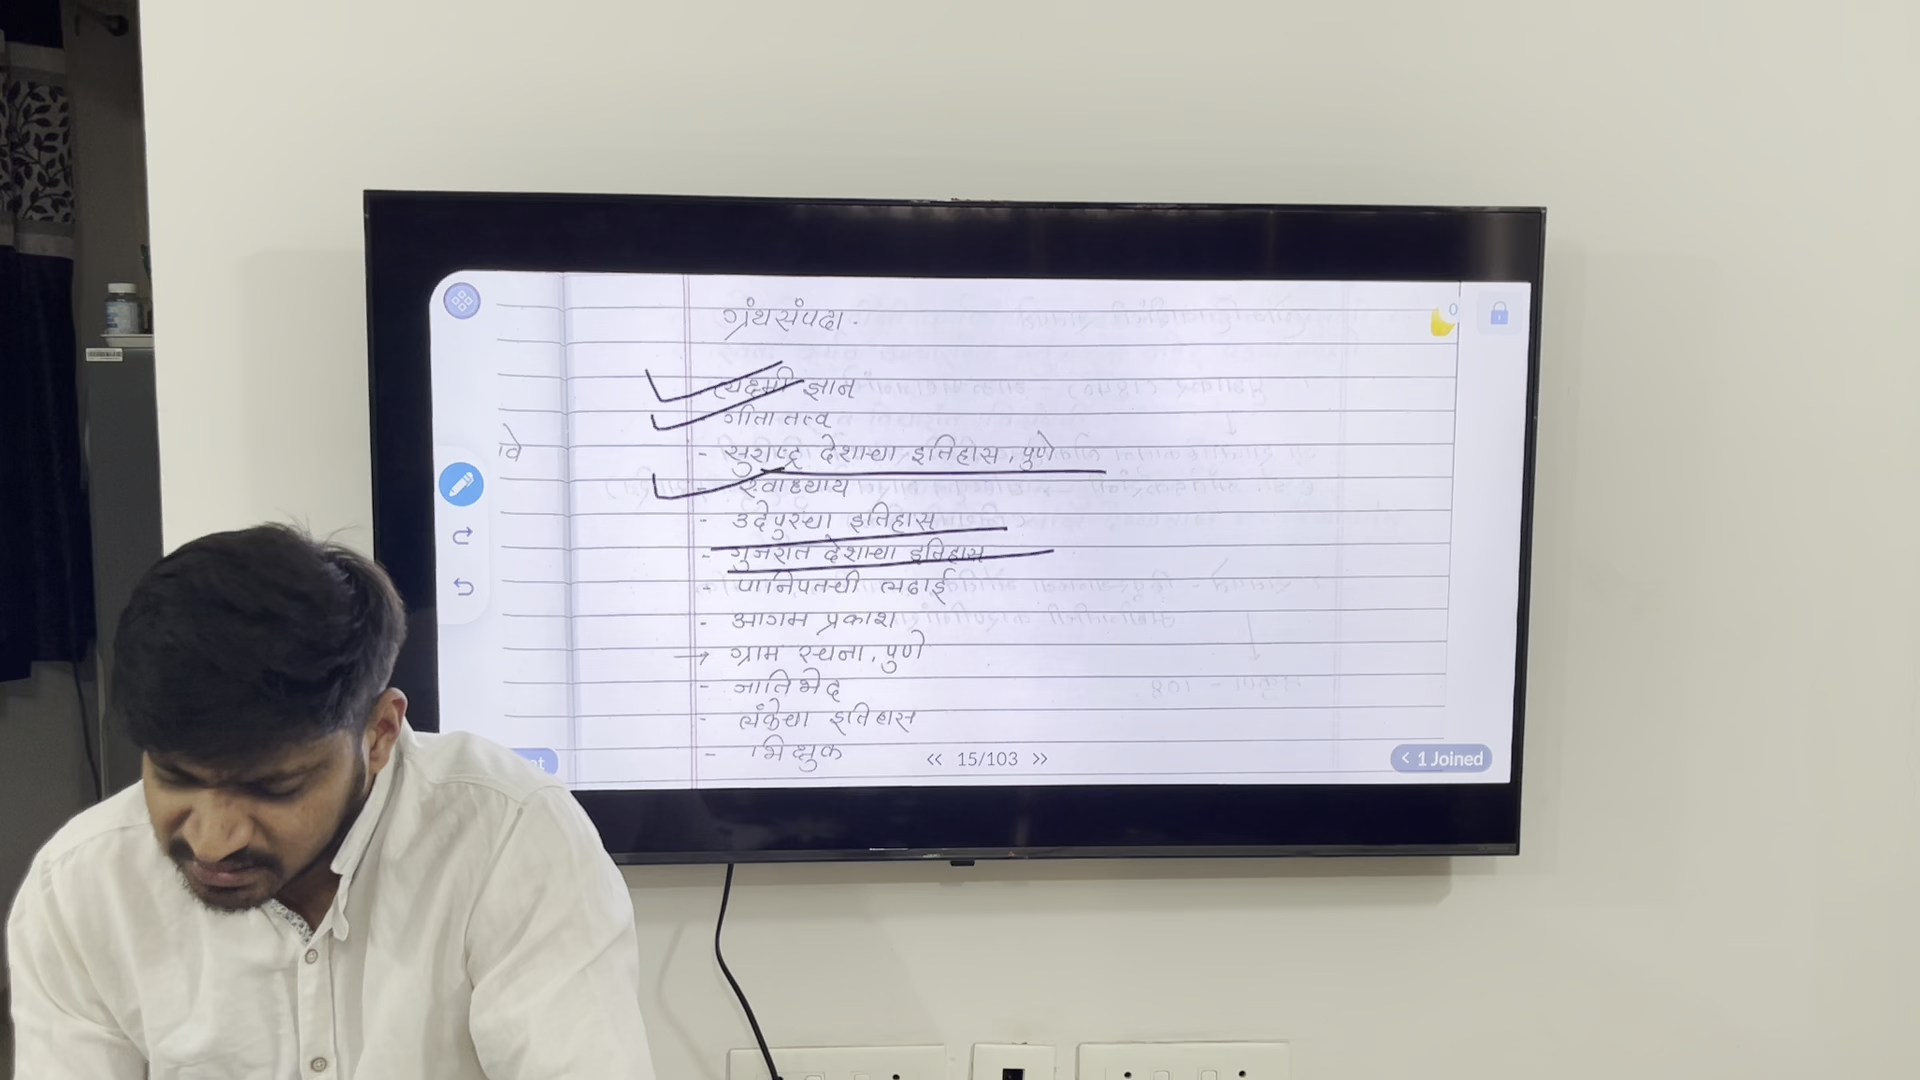 ग्रंथसंपदा.
लक्ष्मी ज्ञान
गीता तत्व
- सुराष्ट्रि देशाचा इतिहास, पुणे
- स्वाध्याय
- उदेपुरचा इतिहास
- गुजरात देशाचा इतिहास
- पानिपतची लढाई
- आगम प्रकाश
→ ग्राम रचना, पुणे
- जातिभेद
- लंकेचा इतिहास
- भिक्षुक
<< 15/103 >>
< 1 Joined